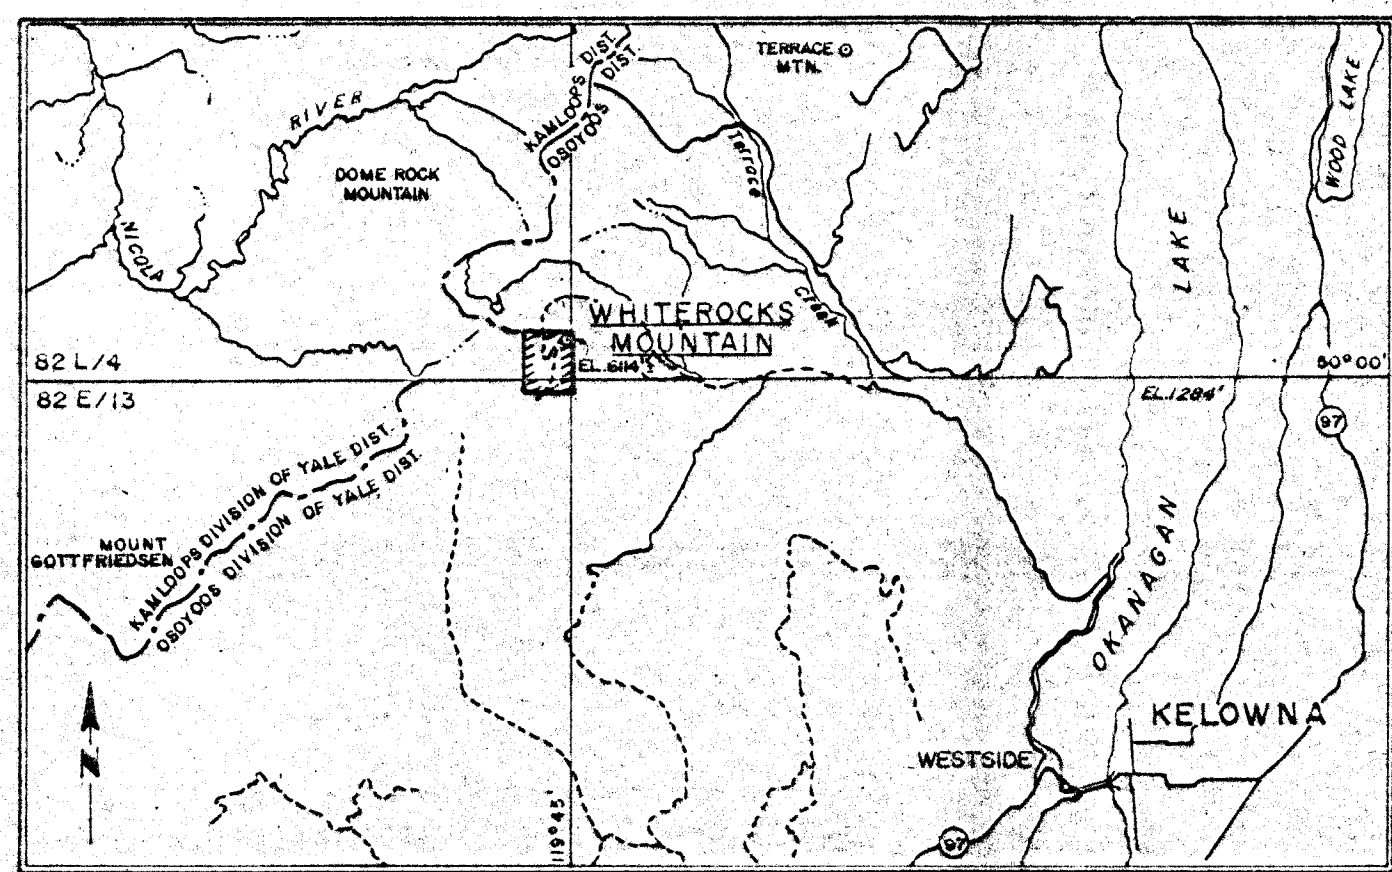 TERRACE
MTN.
KAMLOOPS DIST.
OSOYOOS DIST.
RIVER
DOME ROCK
MOUNTAIN
Terrace
WOOD LAKE
NICOLA
LAKE
Creek
WHITEROCKS
MOUNTAIN
EL. 6114'
82 L/4
50°00'
82 E/13
EL. 1284'
97
KAMLOOPS DIVISION OF YALE DIST.
OSOYOOS DIVISION OF YALE DIST.
MOUNT
GOTTFRIEDSEN
OKANAGAN
N
KELOWNA
WESTSIDE
119°45'
97